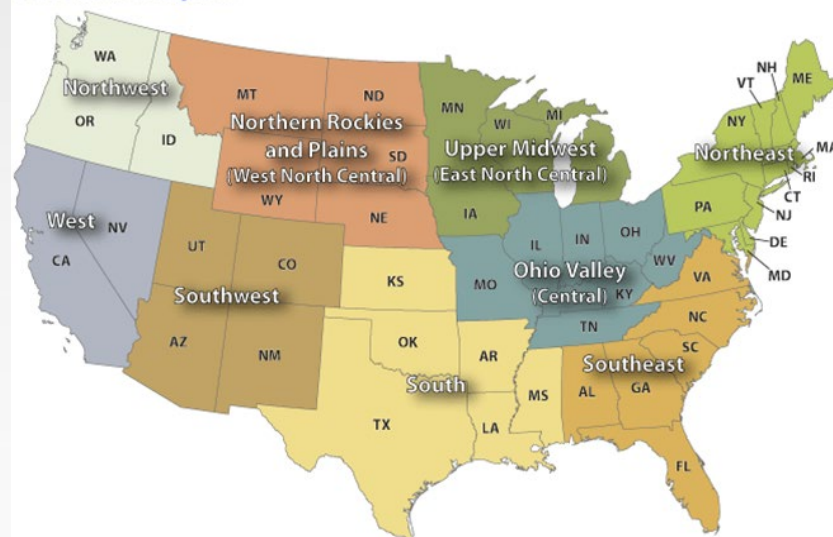 WA
Northwest
OR
ID
MT
ND
Northern Rockies
and Plains
(West North Central)
SD
WY
NE
MN
WI
MI
Upper Midwest
(East North Central)
IA
VT
NH
ME
NY
Northeast
MA
RI
CT
PA
NJ
DE
MD
West
NV
CA
UT
CO
Southwest
AZ
NM
KS
OK
AR
South
TX
LA
MS
IL
IN
OH
WV
Ohio Valley
(Central)
MO
KY
TN
VA
NC
SC
Southeast
AL
GA
FL